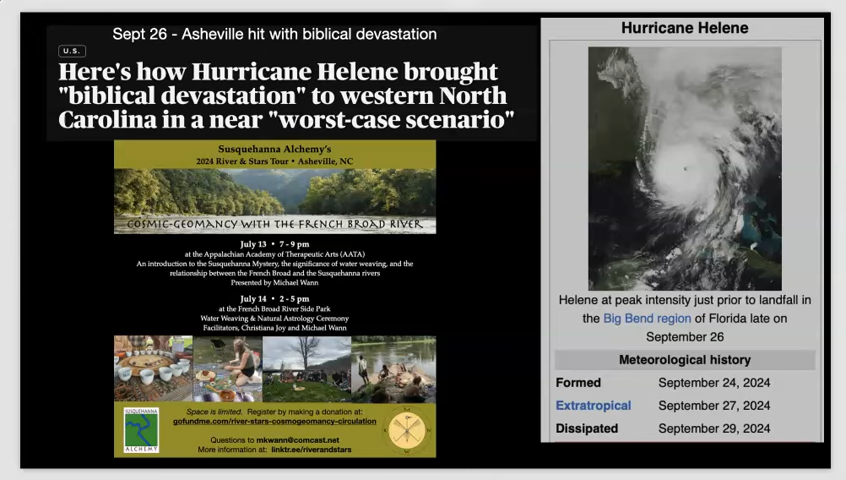 Sept 26 - Asheville hit with biblical devastation
U.S.
Here's how Hurricane Helene brought
"biblical devastation" to western North
Carolina in a near "worst-case scenario"
Susquehanna Alchemy's
2024 River & Stars Tour • Asheville, NC
COSMIC-GEOMANCY WITH THE FRENCH BROAD RIVER
July 13 • 7 - 9 pm
at the Appalachian Academy of Therapeutic Arts (AATA)
An introduction to the Susquehanna Mystery, the significance of water weaving, and the
relationship between the French Broad and the Susquehanna rivers
Presented by Michael Wann
July 14 • 2 - 5 pm
at the French Broad River Side Park
Water Weaving & Natural Astrology Ceremony
Facilitators, Christiana Joy and Michael Wann
SUSQUEHANNA
ALCHEMY
Space is limited. Register by making a donation at:
gofundme.com/river-stars-cosmogeomancy-circulation
Questions to mkwann@comcast.net
More information at: linktr.ee/riverandstars
Hurricane Helene
Helene at peak intensity just prior to landfall in
the Big Bend region of Florida late on
September 26
Meteorological history
Formed September 24, 2024
Extratropical September 27, 2024
Dissipated September 29, 2024